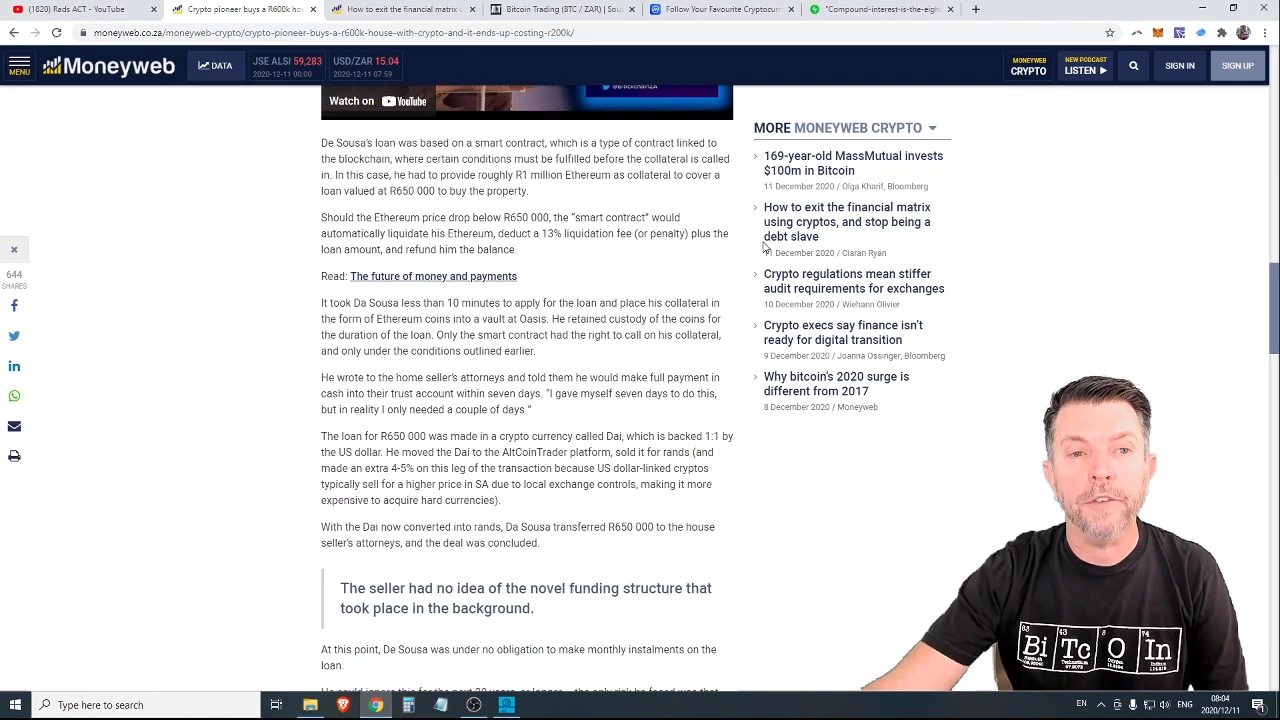 (1820) Rads ACT - YouTube
Crypto pioneer buys a R600k hous
How to exit the financial matrix
Bitcoin Trading (BTC / ZAR) | Sou
Follow Your Favourite Cryptocurr
"Compound-interest-is-the-eigh
moneyweb.co.za/moneyweb-crypto/crypto-pioneer-buys-a-r600k-house-with-crypto-and-it-ends-up-costing-r200k/
MENU
Moneyweb
DATA
JSE ALSI 59,283
2020-12-11 00:00
USD/ZAR 15.04
2020-12-11 07:59
MONEYWEB
CRYPTO
NEW PODCAST
LISTEN
SIGN IN
SIGN UP
Watch on YouTube
De Sousa's loan was based on a smart contract, which is a type of contract linked to
the blockchain, where certain conditions must be fulfilled before the collateral is called
in. In this case, he had to provide roughly R1 million Ethereum as collateral to cover a
loan valued at R650 000 to buy the property.
Should the Ethereum price drop below R650 000, the "smart contract" would
automatically liquidate his Ethereum, deduct a 13% liquidation fee (or penalty) plus the
loan amount, and refund him the balance.
Read: The future of money and payments
It took Da Sousa less than 10 minutes to apply for the loan and place his collateral in
the form of Ethereum coins into a vault at Oasis. He retained custody of the coins for
the duration of the loan. Only the smart contract had the right to call on his collateral,
and only under the conditions outlined earlier.
He wrote to the home seller's attorneys and told them he would make full payment in
cash into their trust account within seven days. "I gave myself seven days to do this,
but in reality I only needed a couple of days."
The loan for R650 000 was made in a crypto currency called Dai, which is backed 1:1 by
the US dollar. He moved the Dai to the AltCoinTrader platform, sold it for rands (and
made an extra 4-5% on this leg of the transaction because US dollar-linked cryptos
typically sell for a higher price in SA due to local exchange controls, making it more
expensive to acquire hard currencies).
With the Dai now converted into rands, Da Sousa transferred R650 000 to the house
seller's attorneys, and the deal was concluded.
The seller had no idea of the novel funding structure that
took place in the background.
At this point, De Sousa was under no obligation to make monthly instalments on the
loan.
644
SHARES
MORE MONEYWEB CRYPTO
169-year-old MassMutual invests
$100m in Bitcoin
11 December 2020 / Olga Kharif, Bloomberg
How to exit the financial matrix
using cryptos, and stop being a
debt slave
11 December 2020 / Ciaran Ryan
Crypto regulations mean stiffer
audit requirements for exchanges
10 December 2020 / Wiehann Olivier
Crypto execs say finance isn't
ready for digital transition
9 December 2020 / Joanna Ossinger, Bloomberg
Why bitcoin's 2020 surge is
different from 2017
8 December 2020 / Moneyweb
Bi Tc O In
Type here to search
EN
ENG
08:04
2020/12/11